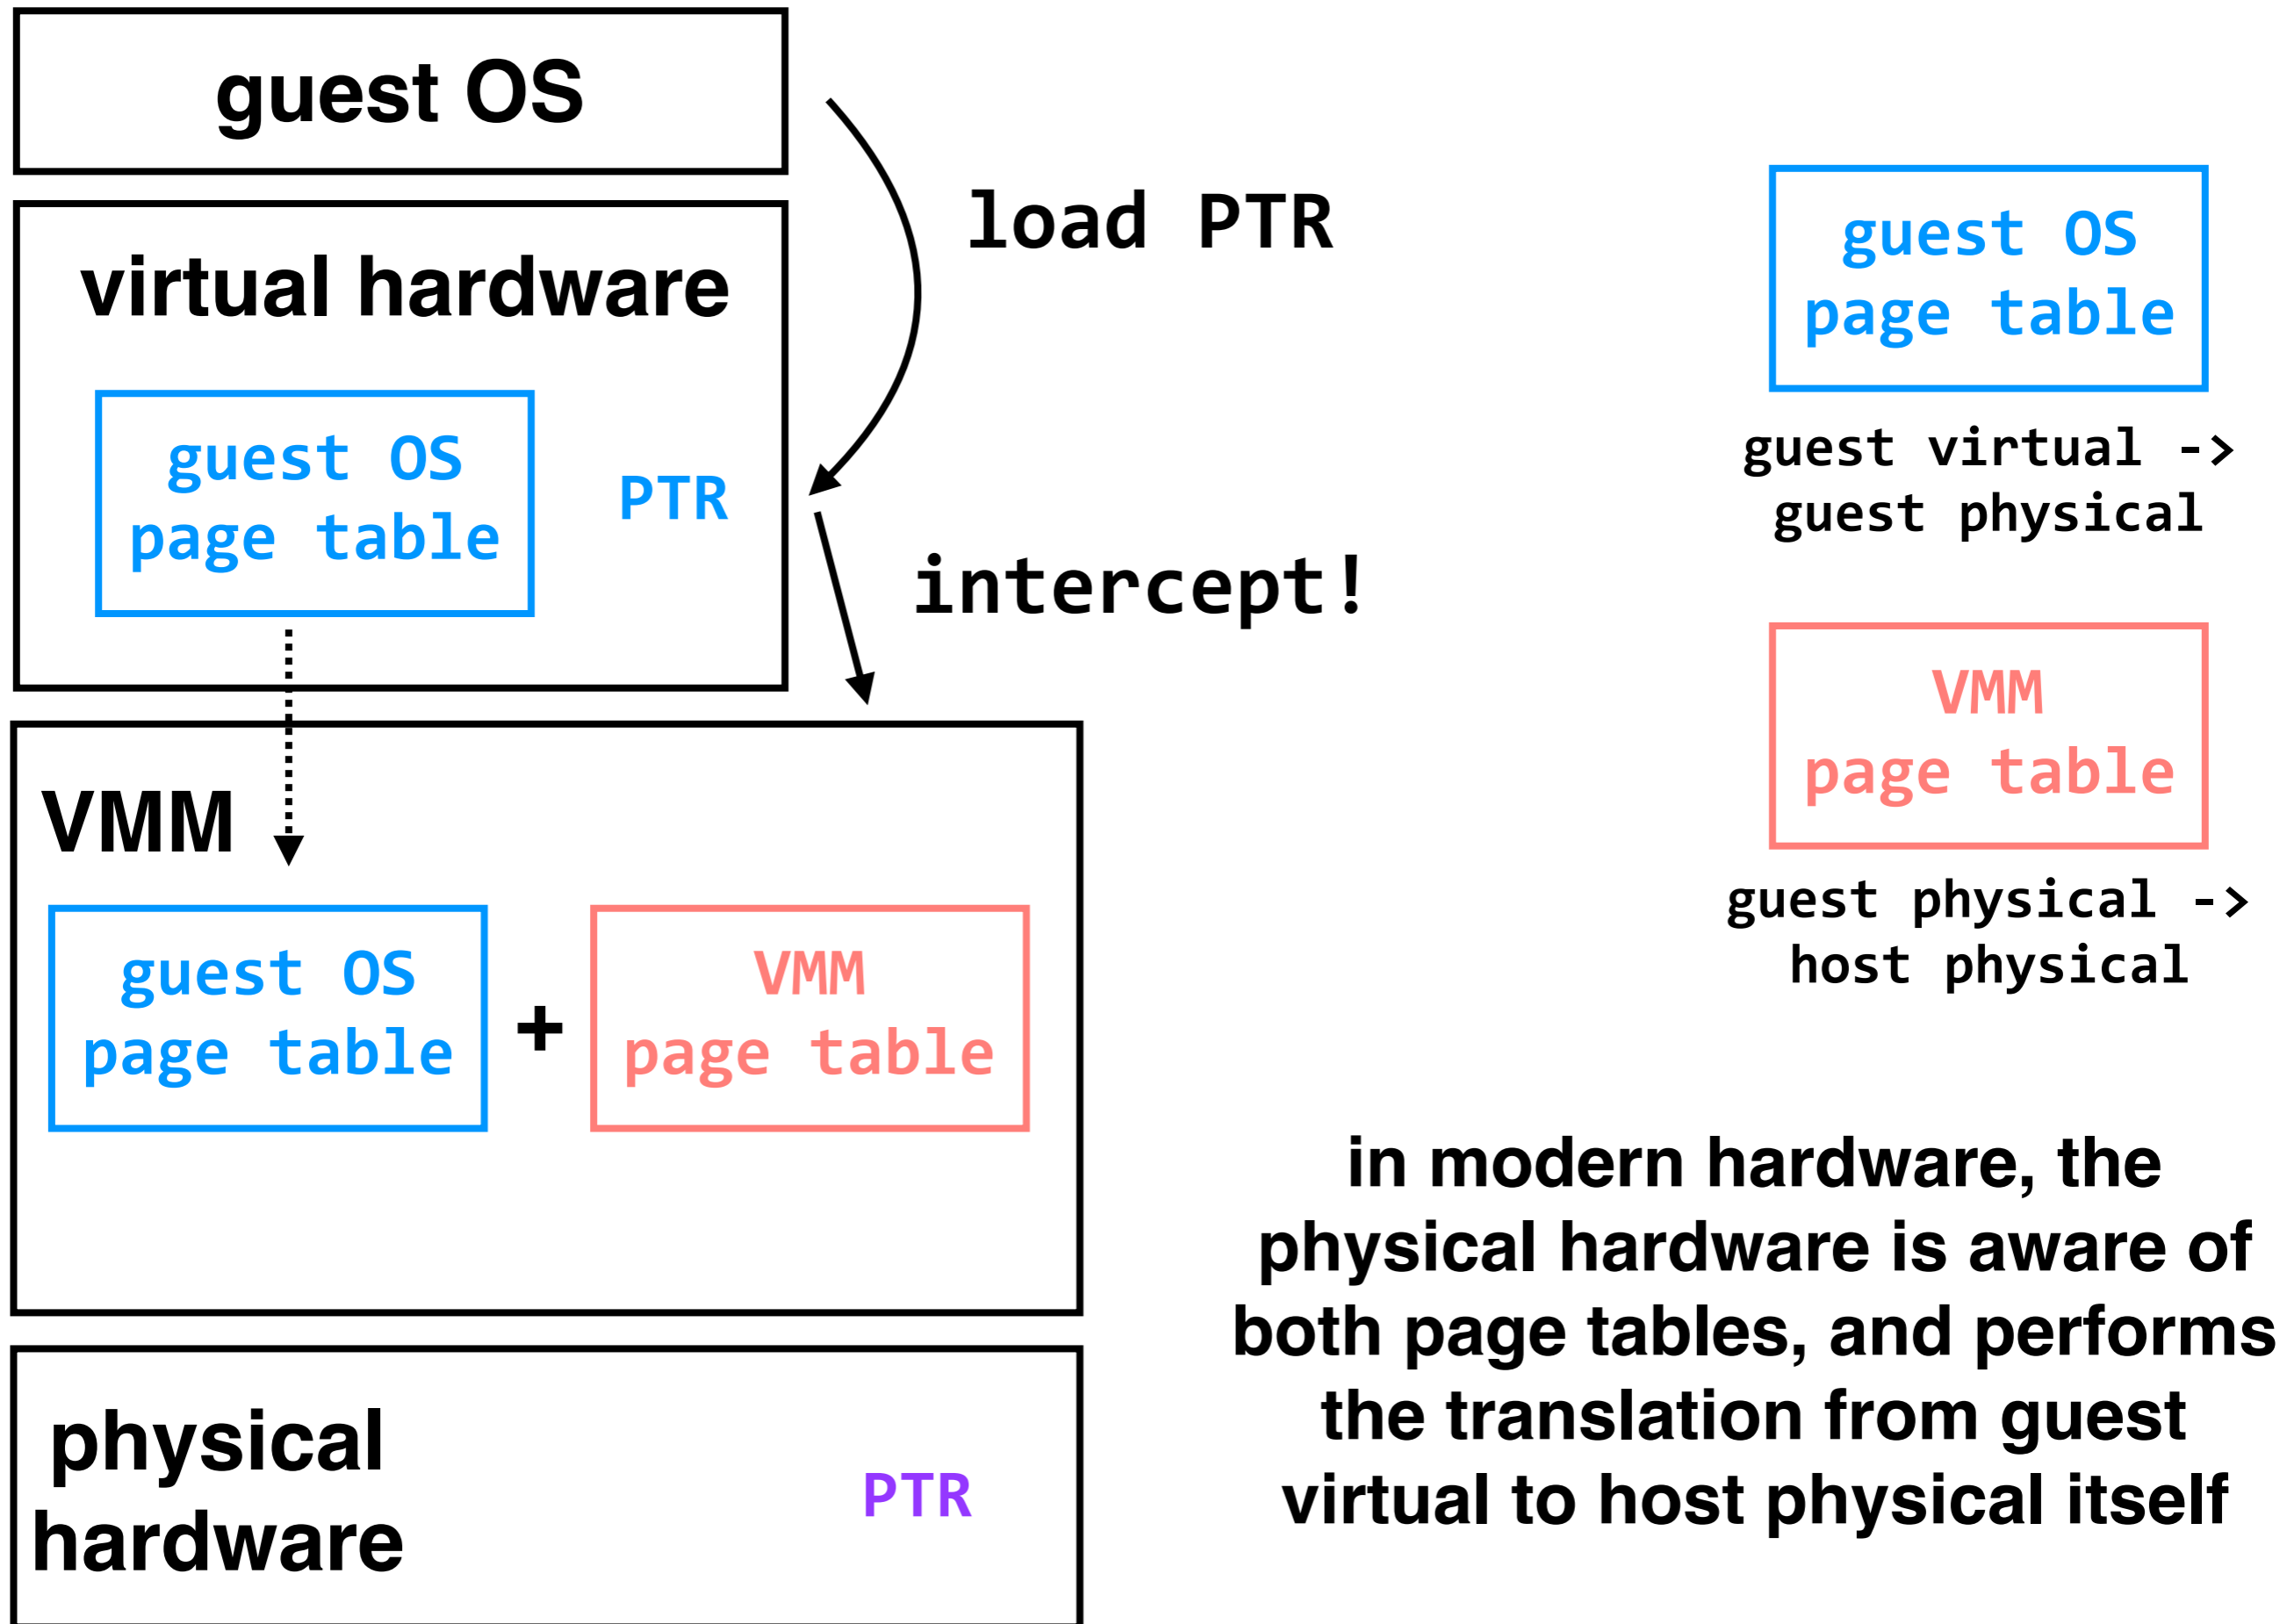 guest OS
virtual hardware
guest OS
page table
PTR
load PTR
intercept!
VMM
guest OS
page table
+
VMM
page table
physical
hardware
PTR
guest OS
page table
guest virtual ->
guest physical
VMM
page table
guest physical ->
host physical
in modern hardware, the
physical hardware is aware of
both page tables, and performs
the translation from guest
virtual to host physical itself